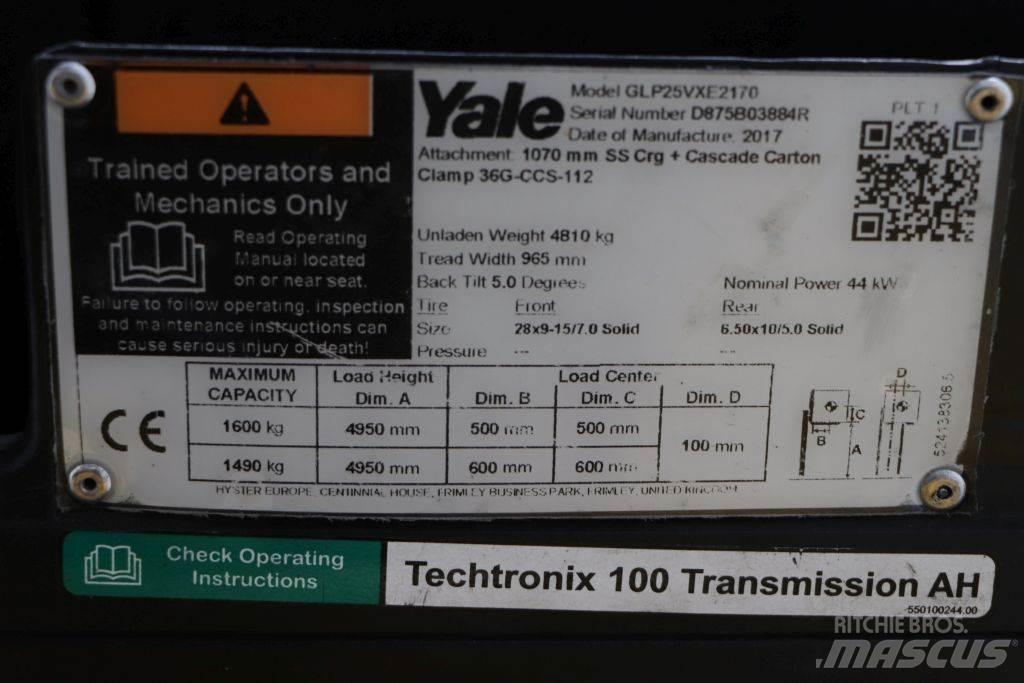 Trained Operators and
Mechanics Only
Read Operating
Manual located
on or near seat.
Failure to follow operating, inspection
and maintenance instructions can
cause serious injury or death!
Yale
Model GLP25VXE2170
Serial Number D875B03884R
Date of Manufacture. 2017
Attachment: 1070 mm SS Crg + Cascade Carton
Clamp 36G-CCS-112
PLT 1
Unladen Weight 4810 kg
Tread Width 965 mm
Back Tilt 5.0 Degrees Nominal Power 44 kW
Tire Front Rear
Size 28x9-15/7.0 Solid 6.50x10/5.0 Solid
Pressure --- ---
MAXIMUM CAPACITY Load Height Dim. A Load Center Dim. B Dim. C Dim. D
1600 kg 4950 mm 500 mm 500 mm 100 mm
1490 kg 4950 mm 600 mm 600 mm
CE
D
C
B
A
524138306.5
HYSTER EUROPE, CENTINNIAL HOUSE, FRIMLEY BUSINESS PARK, FRIMLEY, UNITED KINGDOM
Check Operating
Instructions
Techtronix 100 Transmission AH
550100244.00
RITCHIE BROS.
MASCUS